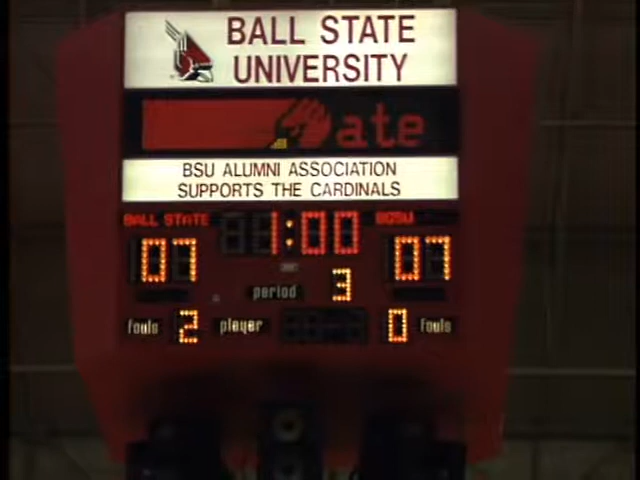 BALL STATE
UNIVERSITY
ate
BSU ALUMNI ASSOCIATION
SUPPORTS THE CARDINALS
BALL STATE 1:00 BGSU
07 07
period 3
fouls 2 player 0 fouls